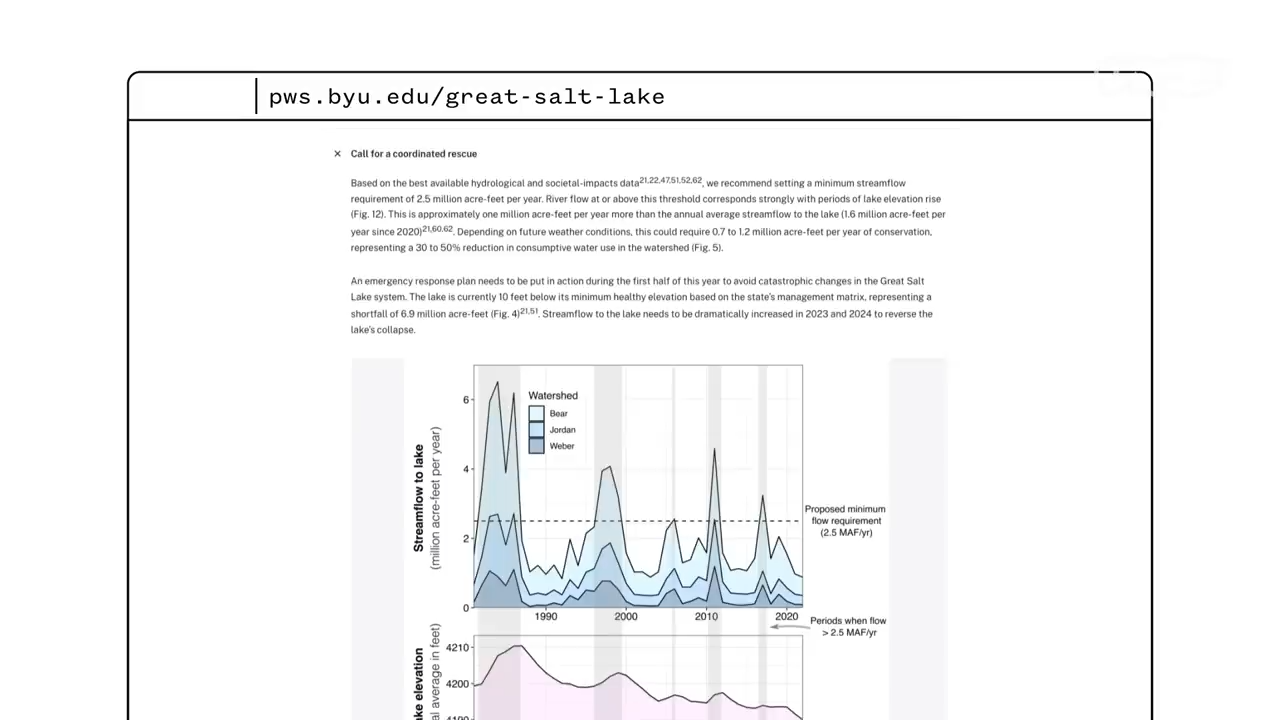 pws.byu.edu/great-salt-lake
× Call for a coordinated rescue
Based on the best available hydrological and societal-impacts data21,22,47,51,52,62, we recommend setting a minimum streamflow
requirement of 2.5 million acre-feet per year. River flow at or above this threshold corresponds strongly with periods of lake elevation rise
(Fig. 12). This is approximately one million acre-feet per year more than the annual average streamflow to the lake (1.6 million acre-feet per
year since 2020)21,60,62. Depending on future weather conditions, this could require 0.7 to 1.2 million acre-feet per year of conservation,
representing a 30 to 50% reduction in consumptive water use in the watershed (Fig. 5).
An emergency response plan needs to be put in action during the first half of this year to avoid catastrophic changes in the Great Salt
Lake system. The lake is currently 10 feet below its minimum healthy elevation based on the state's management matrix, representing a
shortfall of 6.9 million acre-feet (Fig. 4)21,51. Streamflow to the lake needs to be dramatically increased in 2023 and 2024 to reverse the
lake's collapse.
Streamflow to lake
(million acre-feet per year)
6
4
2
0
Watershed
Bear
Jordan
Weber
Proposed minimum
flow requirement
(2.5 MAF/yr)
1990 2000 2010 2020
Periods when flow
> 2.5 MAF/yr
ke elevation
al average in feet)
4210
4200